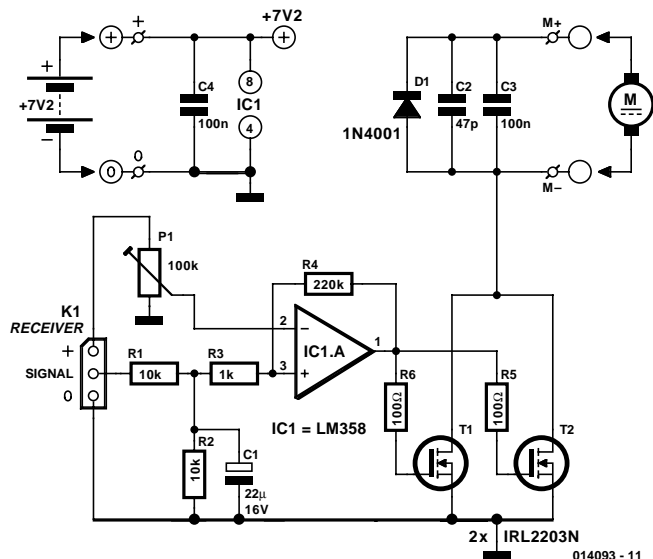 +7V2
+
+
+
+7V2
−
0
0
C4
100n
8
IC1
4
+
M+
D1
1N4001
C2
47p
C3
100n
M
M−
P1
100k
K1
RECEIVER
+
SIGNAL
0
R1
10k
R3
1k
R4
220k
2
−
3
+
IC1.A
1
R6
100Ω
R5
100Ω
T1
T2
IC1 = LM358
R2
10k
C1
22µ
16V
2x IRL2203N
014093 - 11